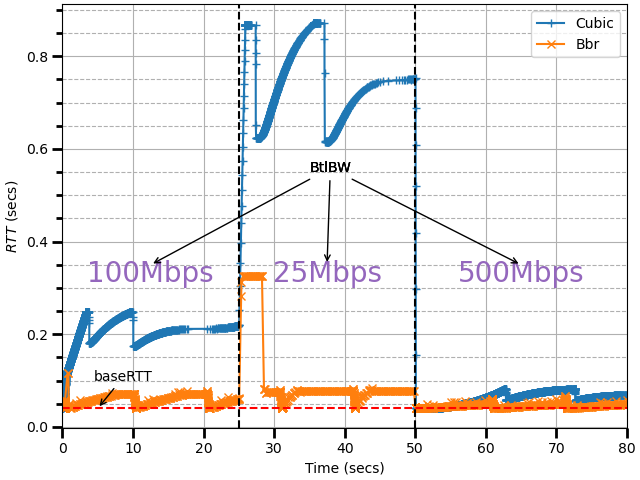 Cubic
Bbr
0.8
0.6
0.4
0.2
0.0
RTT (secs)
BtlBW
100Mbps 25Mbps 500Mbps
baseRTT
0 10 20 30 40 50 60 70 80
Time (secs)